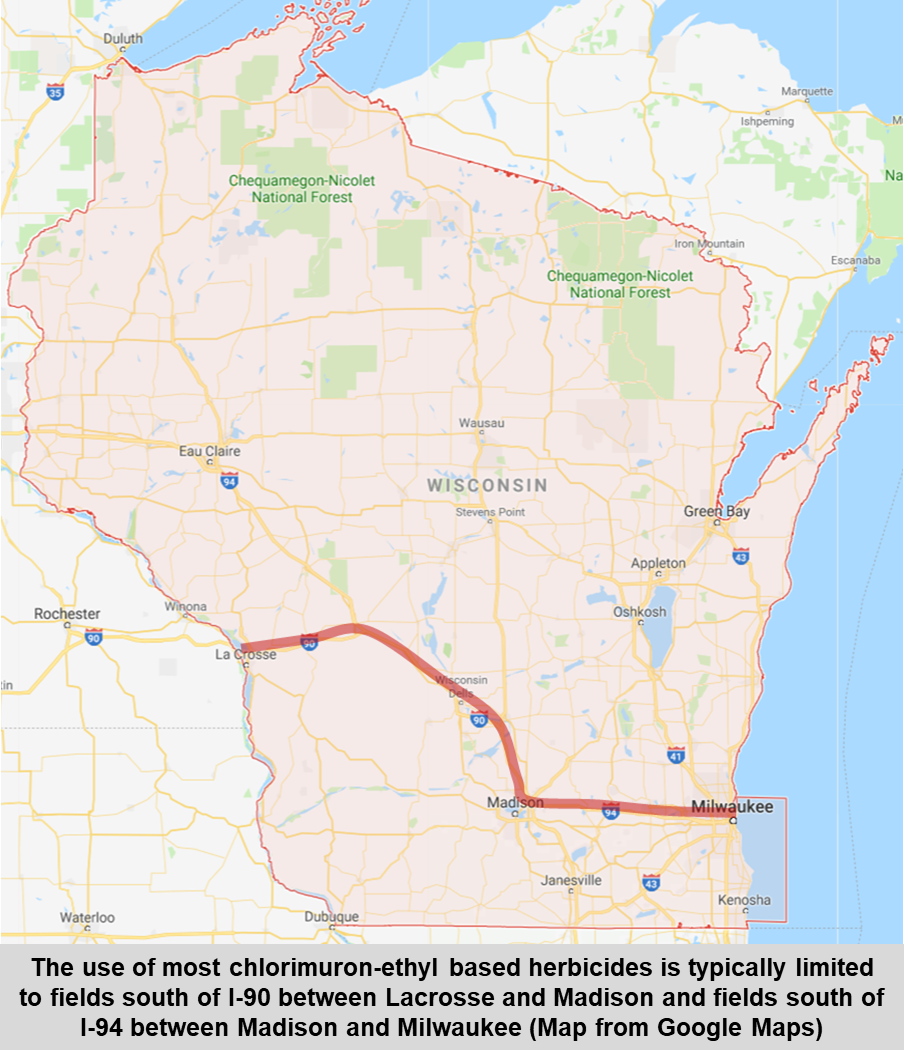 Duluth
35
Marquette
Ishpeming
Chequamegon-Nicolet
National Forest
Na
Iron Mountain
Escanaba
Chequamegon-Nicolet
National Forest
Wausau
Eau Claire
94
WISCONSIN
Stevens Point
Green Bay
43
Appleton
Oshkosh
Winona
Rochester
90
La Crosse
90
tin
Wisconsin
Dells
90
41
Madison
94
Milwaukee
Janesville
43
Kenosha
Waterloo
Dubuque
The use of most chlorimuron-ethyl based herbicides is typically limited
to fields south of I-90 between Lacrosse and Madison and fields south of
I-94 between Madison and Milwaukee (Map from Google Maps)